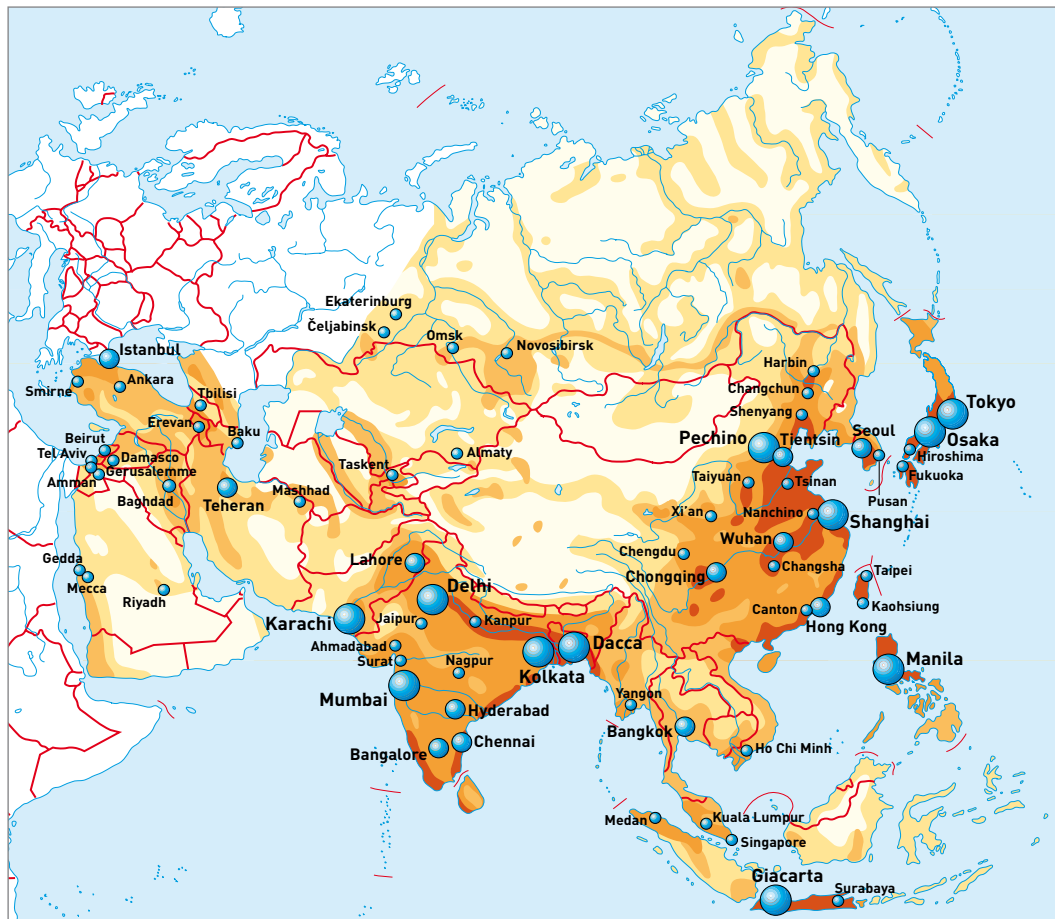 Ekaterinburg
Čeljabinsk
Omsk
Novosibirsk
Istanbul
Harbin
Ankara
Smirne
Changchun
Tbilisi
Tokyo
Shenyang
Erevan
Baku
Seoul
Pechino
Tientsin
Osaka
Beirut
Almaty
Hiroshima
Tel Aviv
Damasco
Gerusalemme
Taskent
Fukuoka
Amman
Taiyuan
Tsinan
Baghdad
Teheran
Mashhad
Pusan
Xi'an
Nanchino
Shanghai
Wuhan
Gedda
Lahore
Chengdu
Changsha
Mecca
Chongqing
Taipei
Riyadh
Delhi
Canton
Kaohsiung
Karachi
Jaipur
Kanpur
Hong Kong
Ahmadabad
Dacca
Surat
Nagpur
Kolkata
Manila
Mumbai
Yangon
Hyderabad
Bangkok
Chennai
Bangalore
Ho Chi Minh
Medan
Kuala Lumpur
Singapore
Giacarta
Surabaya